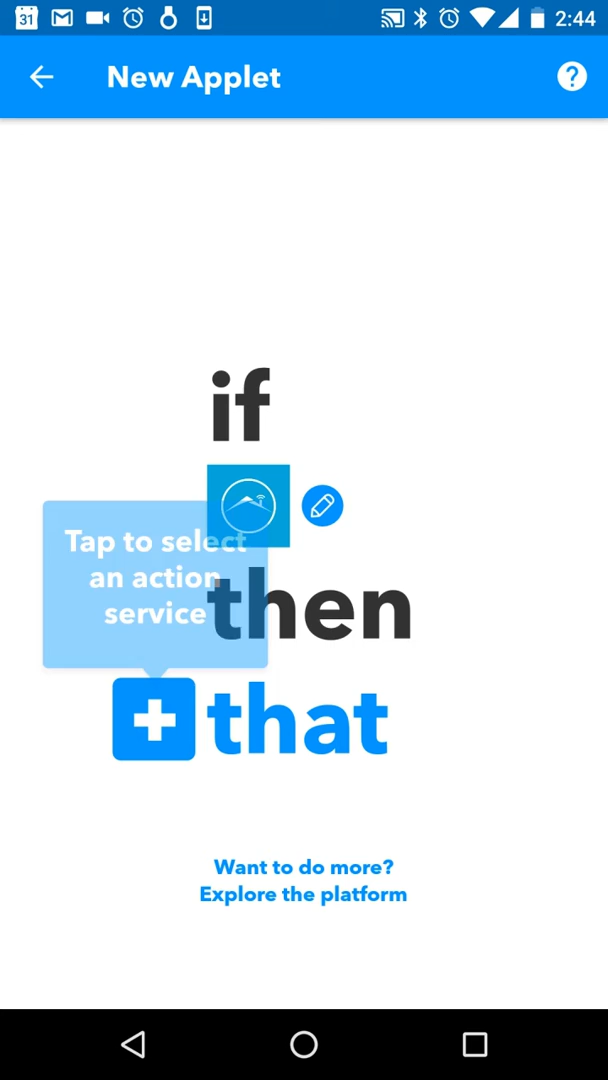 31
2:44
New Applet
if
Tap to select
an action
service
then
that
Want to do more?
Explore the platform